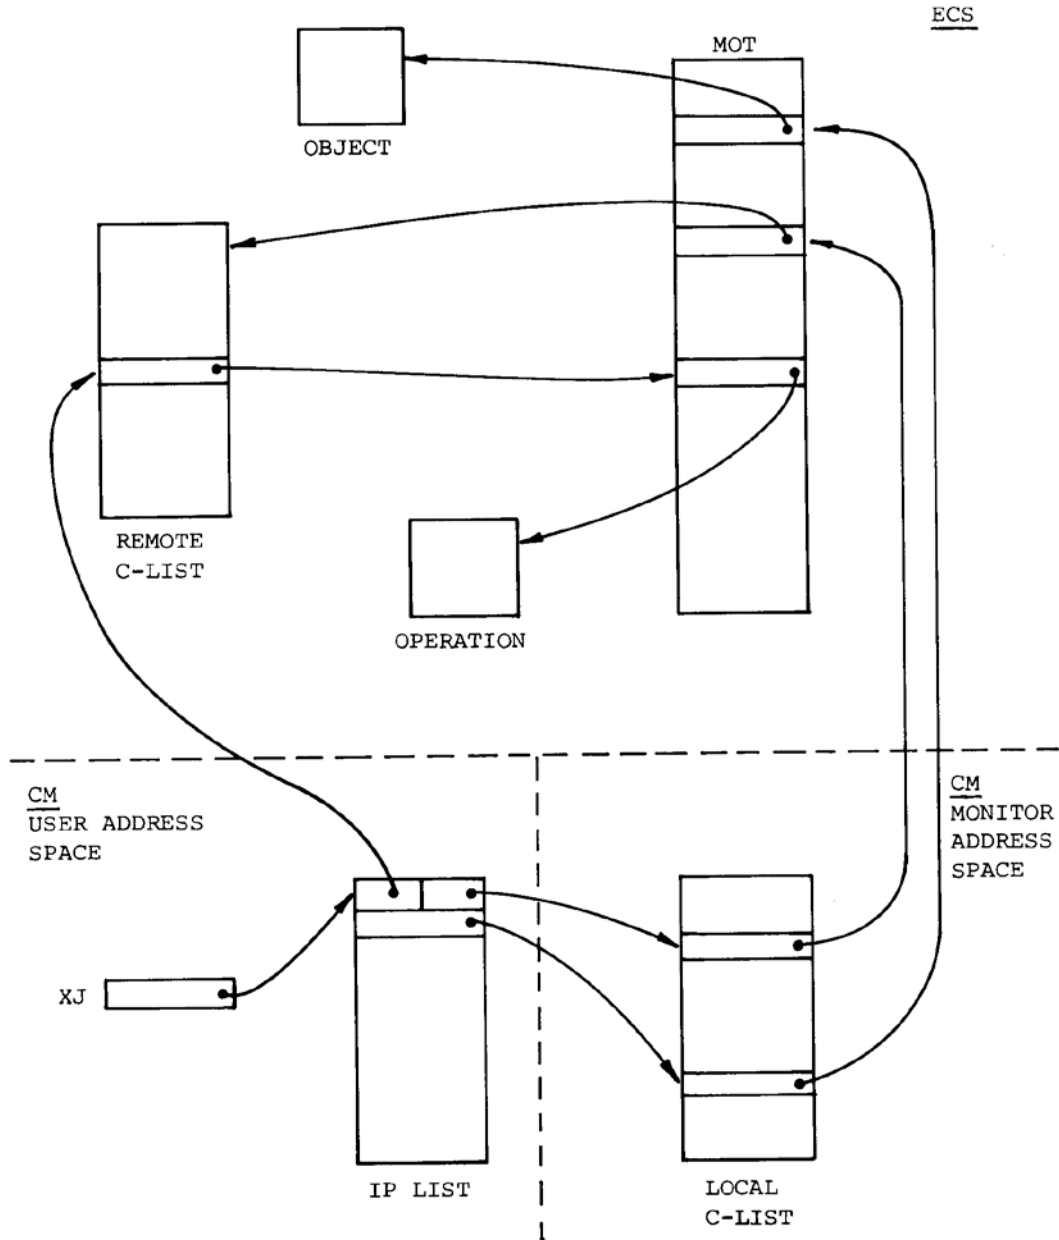 ECS
MOT
OBJECT
REMOTE
C-LIST
OPERATION
CM
USER ADDRESS
SPACE
CM
MONITOR
ADDRESS
SPACE
XJ
IP LIST
LOCAL
C-LIST